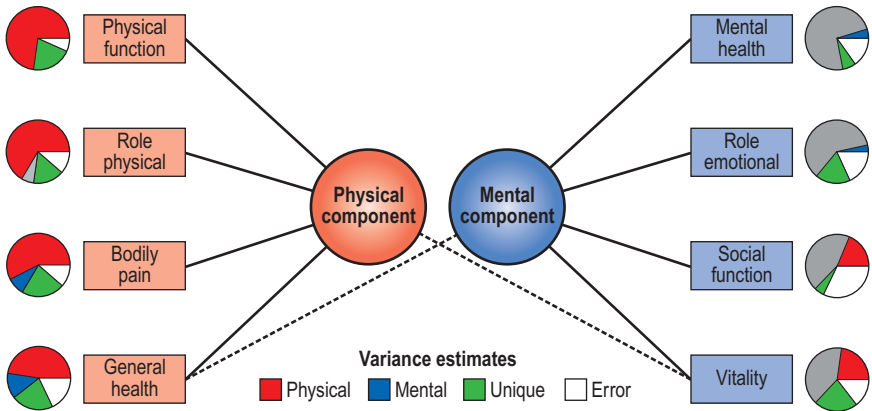 Physical
function
Role
physical
Bodily
pain
General
health
Physical
component
Mental
component
Mental
health
Role
emotional
Social
function
Vitality
Variance estimates
Physical Mental Unique Error